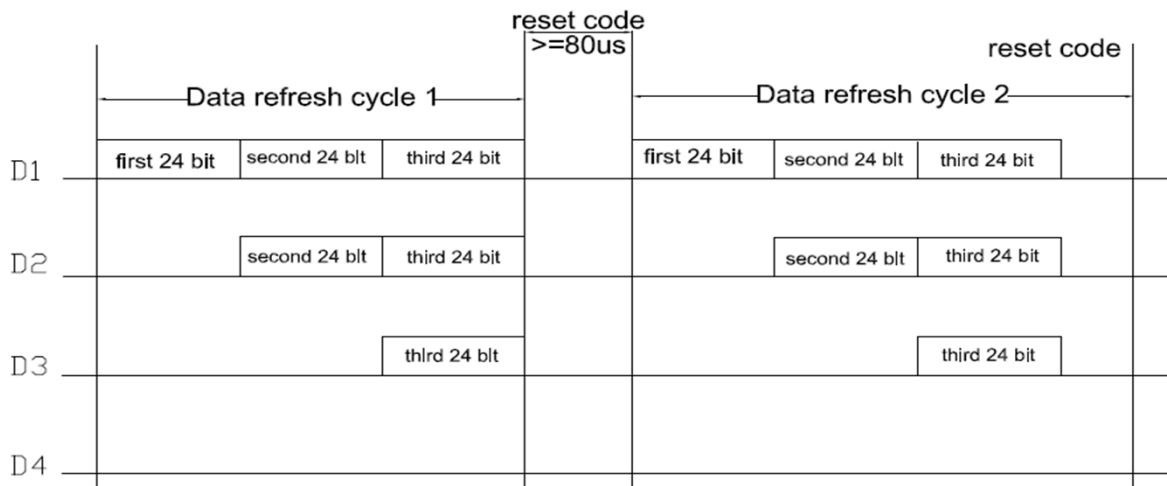 reset code
>=80us
reset code
Data refresh cycle 1
Data refresh cycle 2
D1
first 24 bit
second 24 blt
third 24 bit
first 24 bit
second 24 blt
third 24 bit
D2
second 24 blt
third 24 bit
second 24 blt
third 24 bit
D3
thlrd 24 blt
third 24 bit
D4